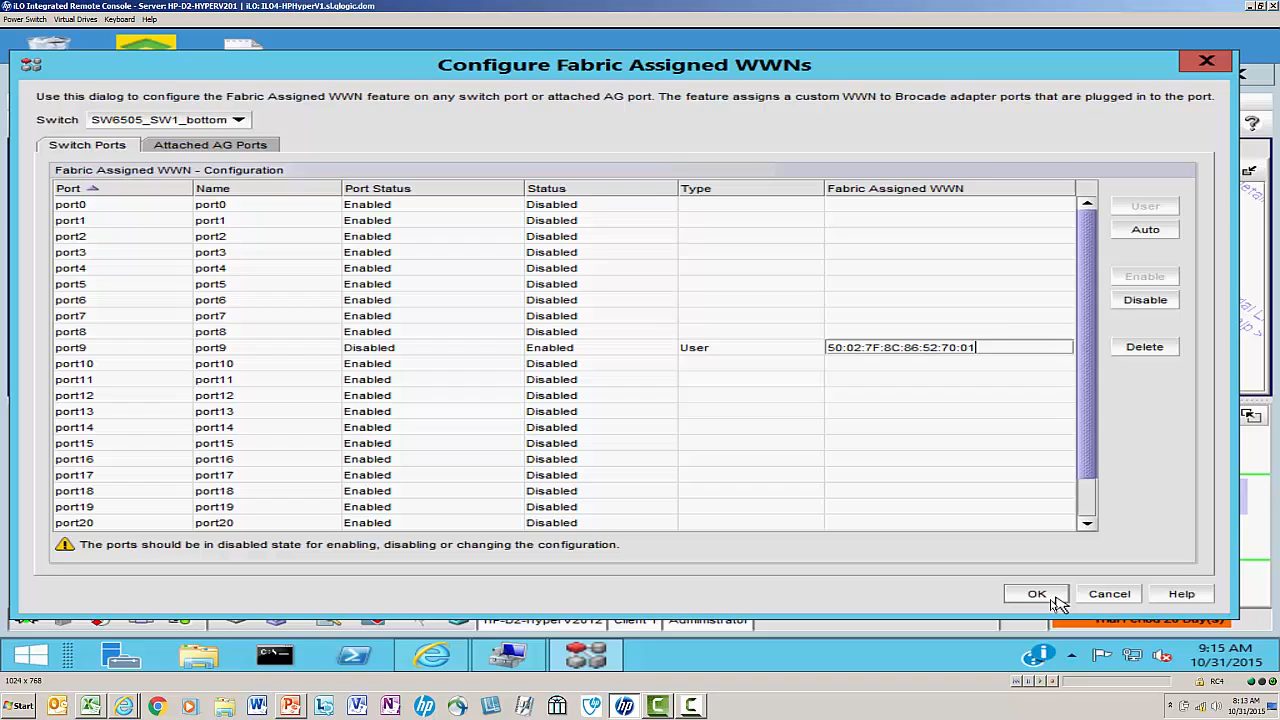 iLO Integrated Remote Console - Server: HP-D2-HYPERV201 | iLO: ILO4-HPHyperV1.sl.qlogic.dom
Power Switch Virtual Drives Keyboard Help
Configure Fabric Assigned WWNs
Use this dialog to configure the Fabric Assigned WWN feature on any switch port or attached AG port. The feature assigns a custom WWN to Brocade adapter ports that are plugged in to the port.
Switch SW6505_SW1_bottom
Switch Ports Attached AG Ports
Fabric Assigned WWN - Configuration
Port Name Port Status Status Type Fabric Assigned WWN
port0 port0 Enabled Disabled User
port1 port1 Enabled Disabled
Auto
port2 port2 Enabled Disabled
port3 port3 Enabled Disabled
port4 port4 Enabled Disabled
Enable
port5 port5 Enabled Disabled
port6 port6 Enabled Disabled Disable
port7 port7 Enabled Disabled
port8 port8 Enabled Disabled
port9 port9 Disabled Enabled User 50:02:7F:8C:86:52:70:01 Delete
port10 port10 Enabled Disabled
port11 port11 Enabled Disabled
port12 port12 Enabled Disabled
port13 port13 Enabled Disabled
port14 port14 Enabled Disabled
port15 port15 Enabled Disabled
port16 port16 Enabled Disabled
port17 port17 Enabled Disabled
port18 port18 Enabled Disabled
port19 port19 Enabled Disabled
port20 port20 Enabled Disabled
The ports should be in disabled state for enabling, disabling or changing the configuration.
OK Cancel Help
HP-D2-HYPERV2012 Client 1 Administrator
9:15 AM
10/31/2015
1024 x 768 RC4
Start 8:13 AM
10/31/2015